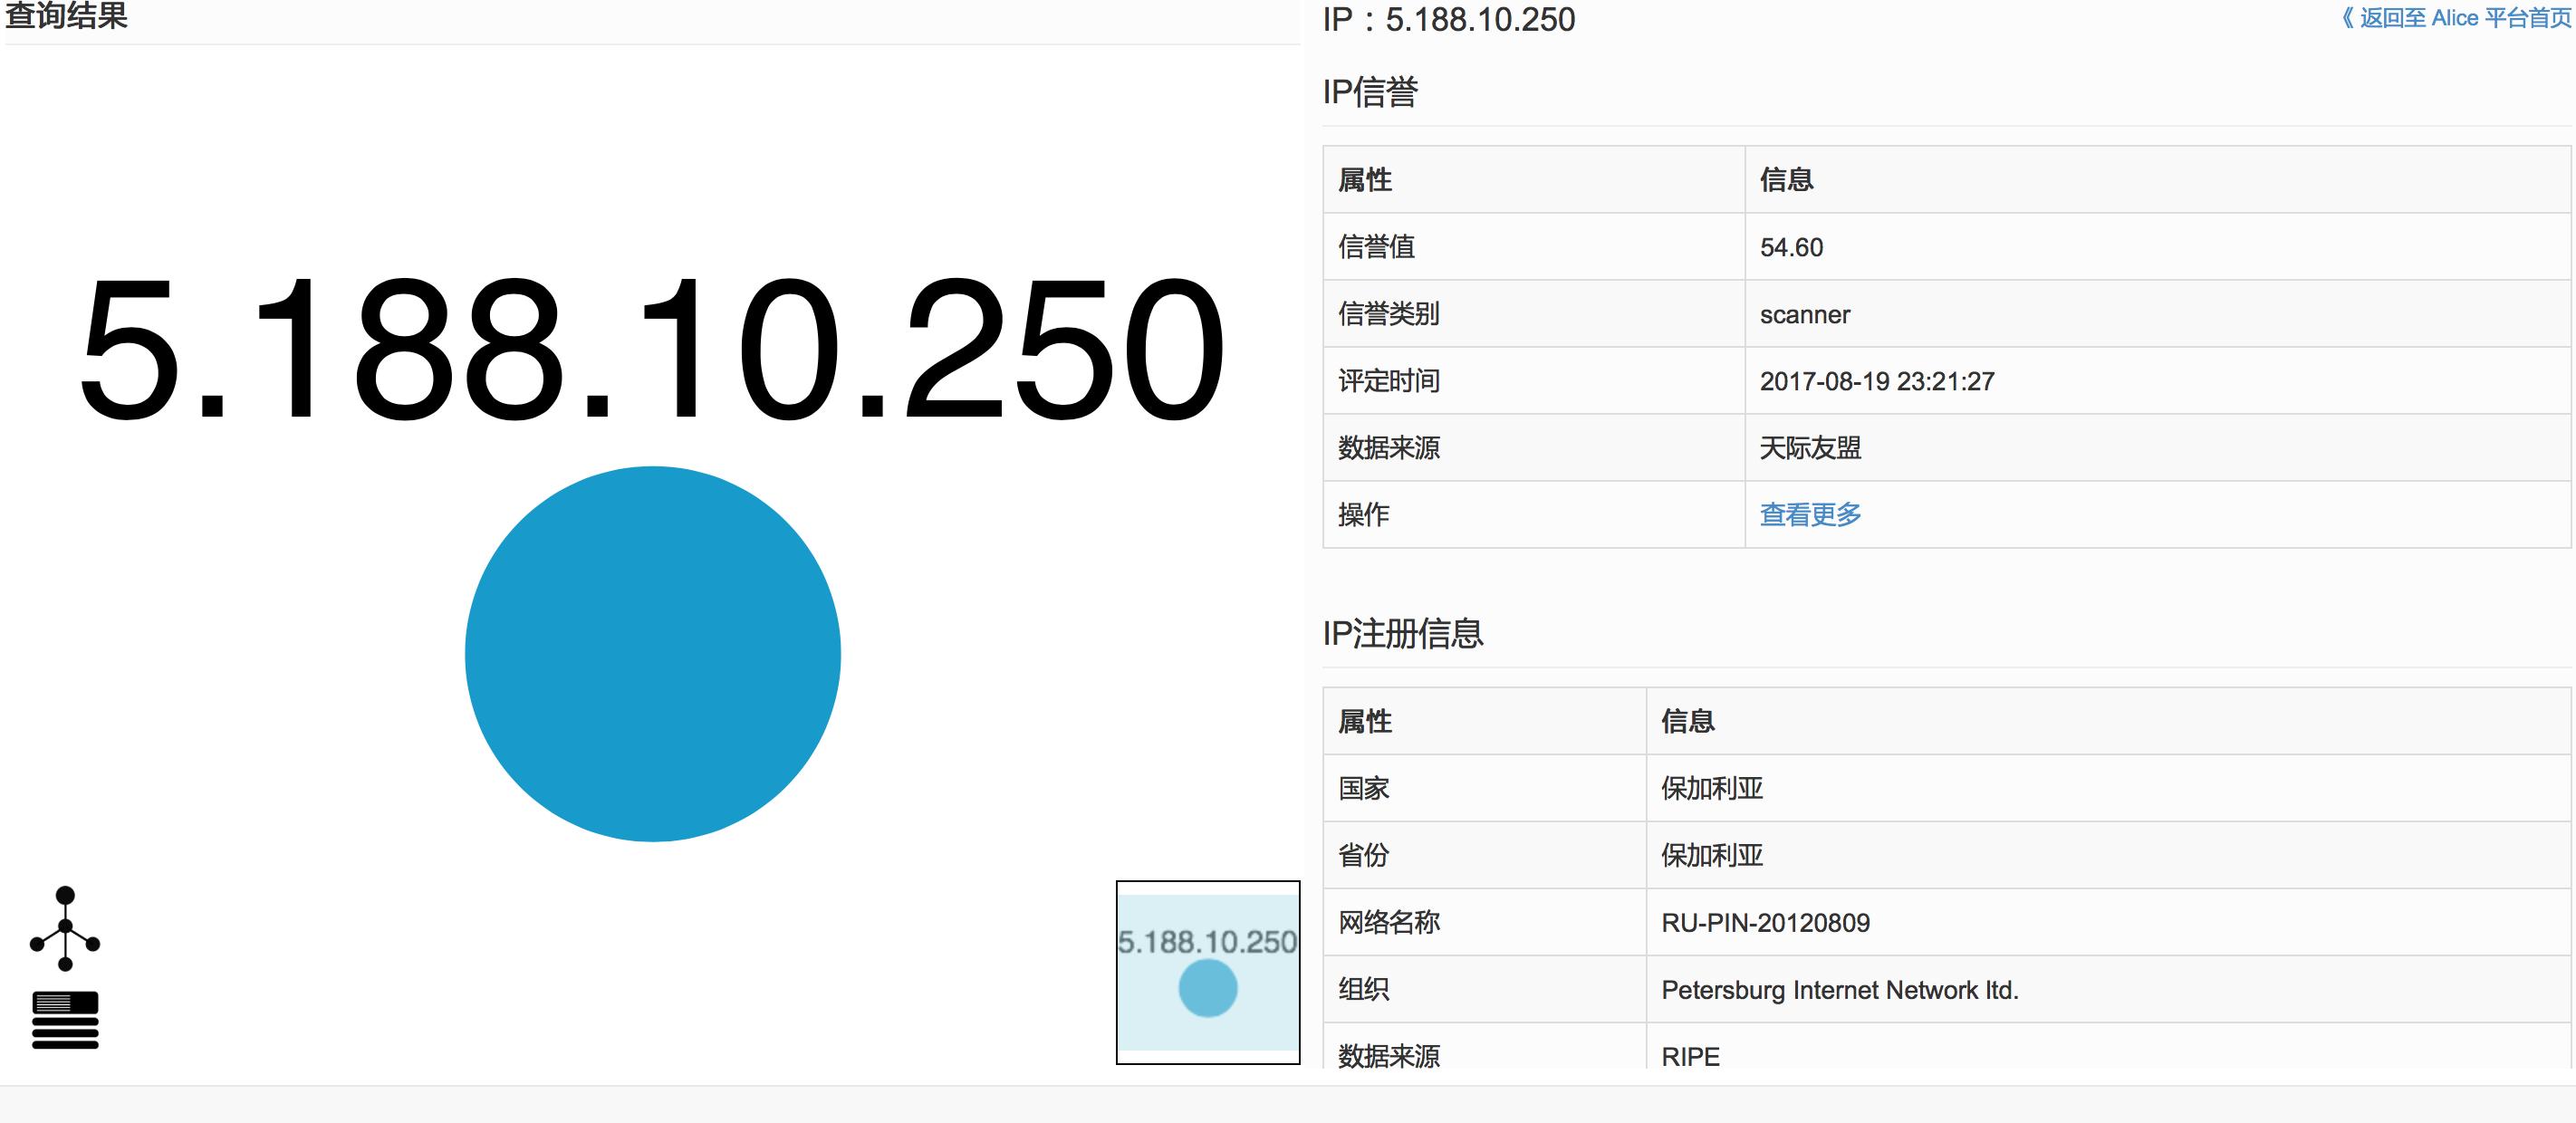 查询结果
5.188.10.250
5.188.10.250
IP：5.188.10.250
《 返回至 Alice 平台首页
IP信誉
属性 信息
信誉值 54.60
信誉类别 scanner
评定时间 2017-08-19 23:21:27
数据来源 天际友盟
操作 查看更多
IP注册信息
属性 信息
国家 保加利亚
省份 保加利亚
网络名称 RU-PIN-20120809
组织 Petersburg Internet Network ltd.
数据来源 RIPE